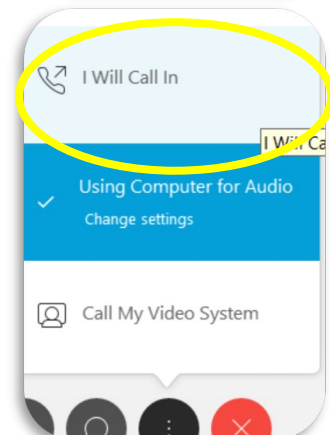 I Will Call In
I Will Ca
Using Computer for Audio
Change settings
Call My Video System